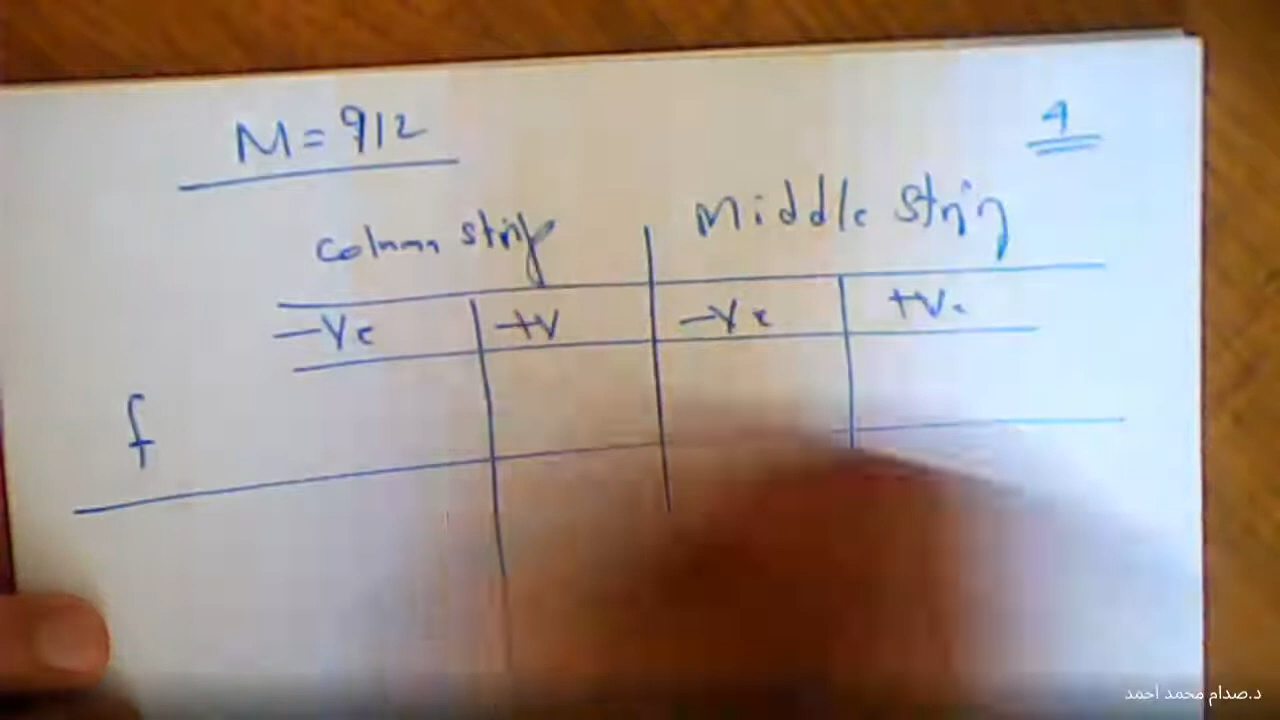 M = 912
4
column strip Middle strip
-Ve +V -Ve +Ve
f
د.صدام محمد احمد